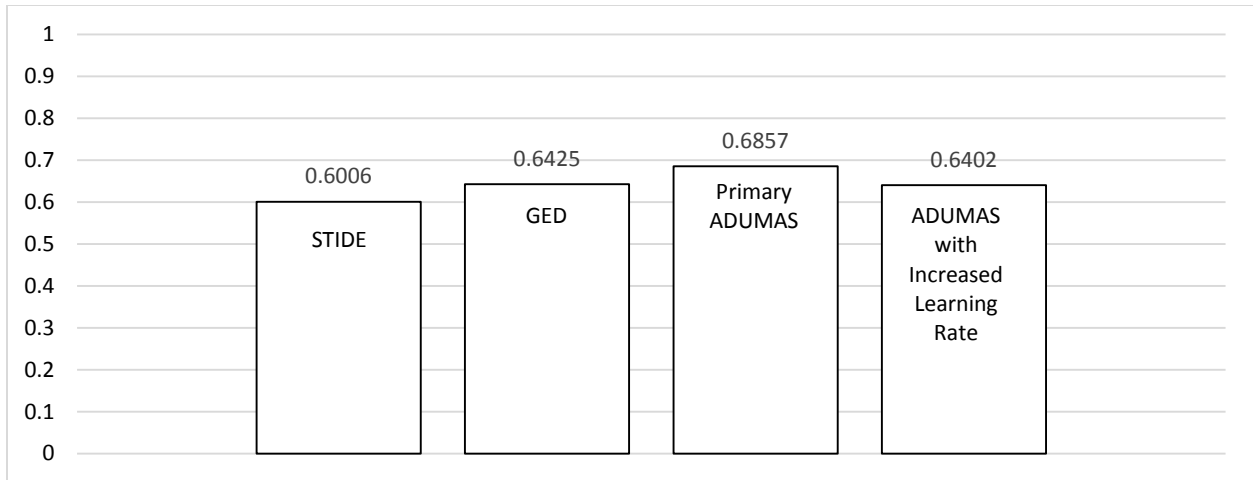 1
0.9
0.8
0.7
0.6
0.5
0.4
0.3
0.2
0.1
0
0.6006
STIDE
0.6425
GED
0.6857
Primary
ADUMAS
0.6402
ADUMAS
with
Increased
Learning
Rate